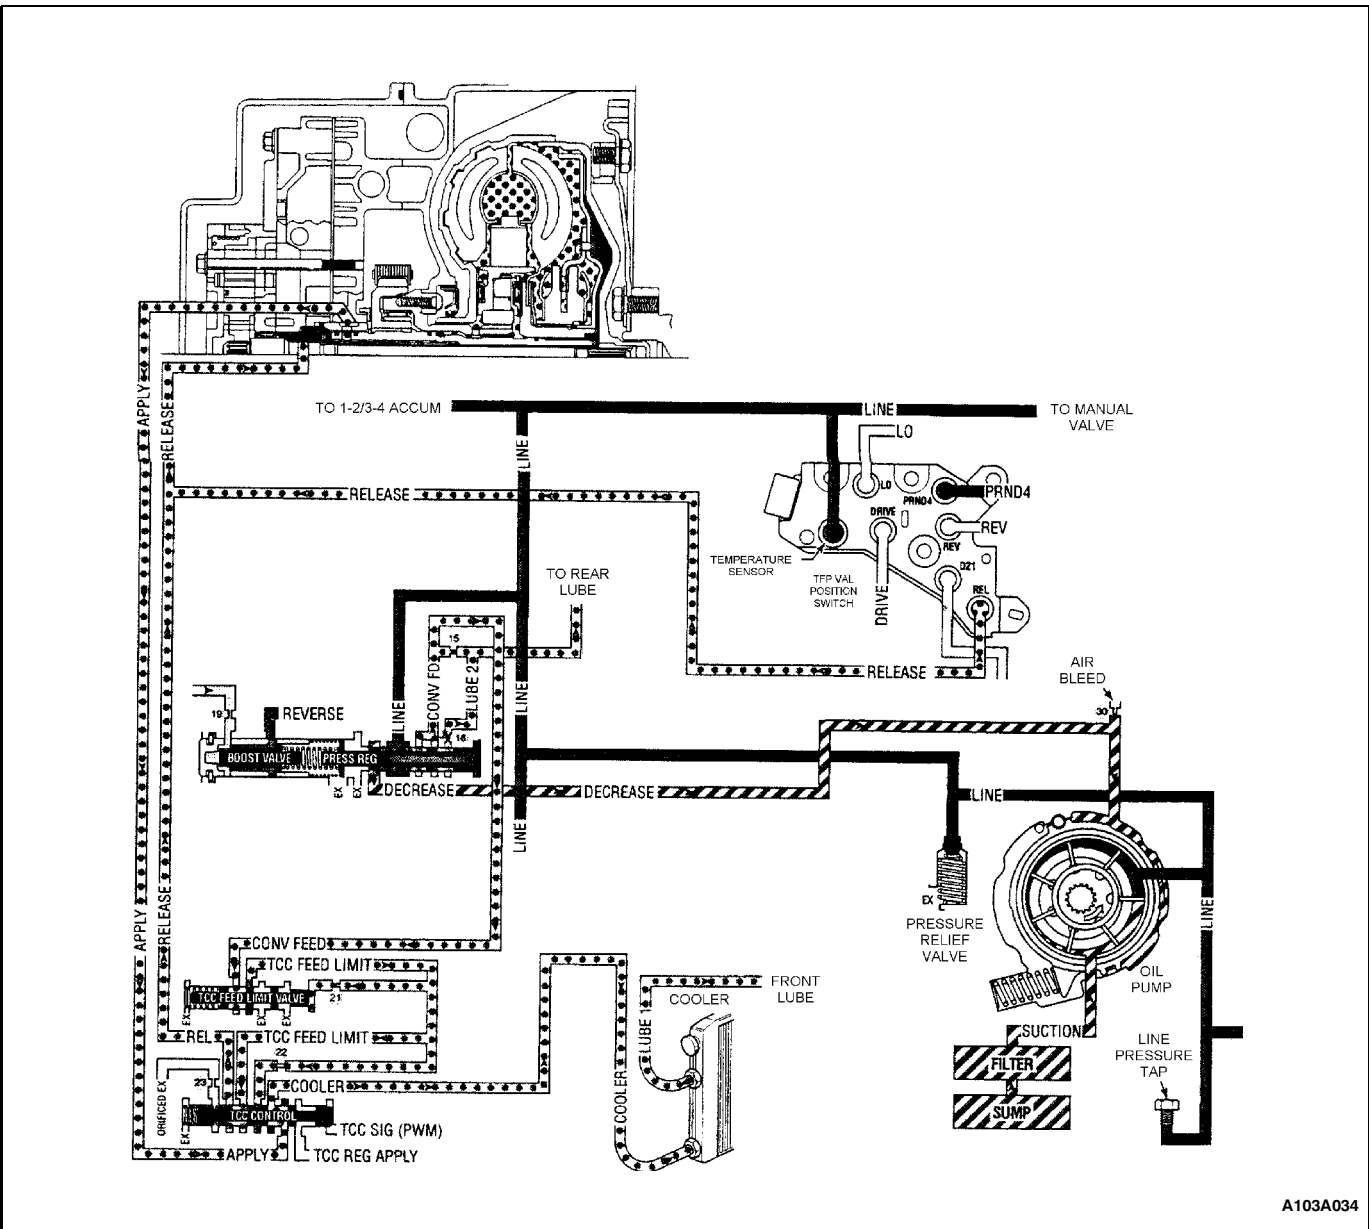 TO 1-2/3-4 ACCUM
LINE
TO MANUAL
VALVE
LO
LINE
APPLY
RELEASE
RELEASE
LO
PRND4
PRND4
DRIVE
REV
REV
D21
REL
TEMPERATURE
SENSOR
TFP VAL
POSITION
SWITCH
DRIVE
TO REAR
LUBE
15
RELEASE
AIR
BLEED
30
CONV FD
LUBE 2
LINE
LINE
19
REVERSE
16
BOOST VALVE
PRESS REG
EX
EX
DECREASE
DECREASE
LINE
LINE
EX
PRESSURE
RELIEF
VALVE
LINE
OIL
PUMP
APPLY
RELEASE
CONV FEED
TCC FEED LIMIT
TCC FEED LIMIT VALVE
21
EX
EX
EX
REL
TCC FEED LIMIT
22
COOLER
FRONT
LUBE
COOLER
LUBE 1
SUCTION
FILTER
SUMP
LINE
PRESSURE
TAP
ORIFICED EX
23
COOLER
TCC CONTROL
EX
TCC SIG (PWM)
APPLY
TCC REG APPLY
A103A034